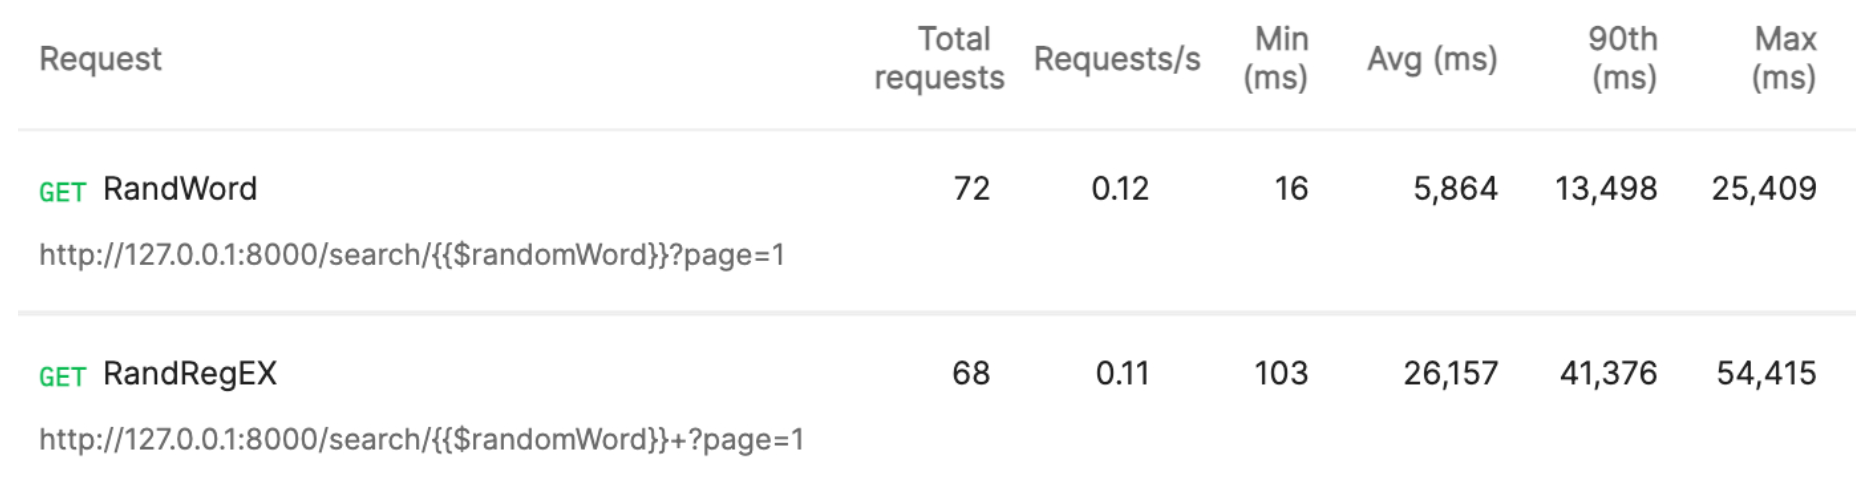 Request Total requests Requests/s Min (ms) Avg (ms) 90th (ms) Max (ms)
GET RandWord 72 0.12 16 5,864 13,498 25,409
http://127.0.0.1:8000/search/{{$randomWord}}?page=1
GET RandRegEX 68 0.11 103 26,157 41,376 54,415
http://127.0.0.1:8000/search/{{$randomWord}}+?page=1